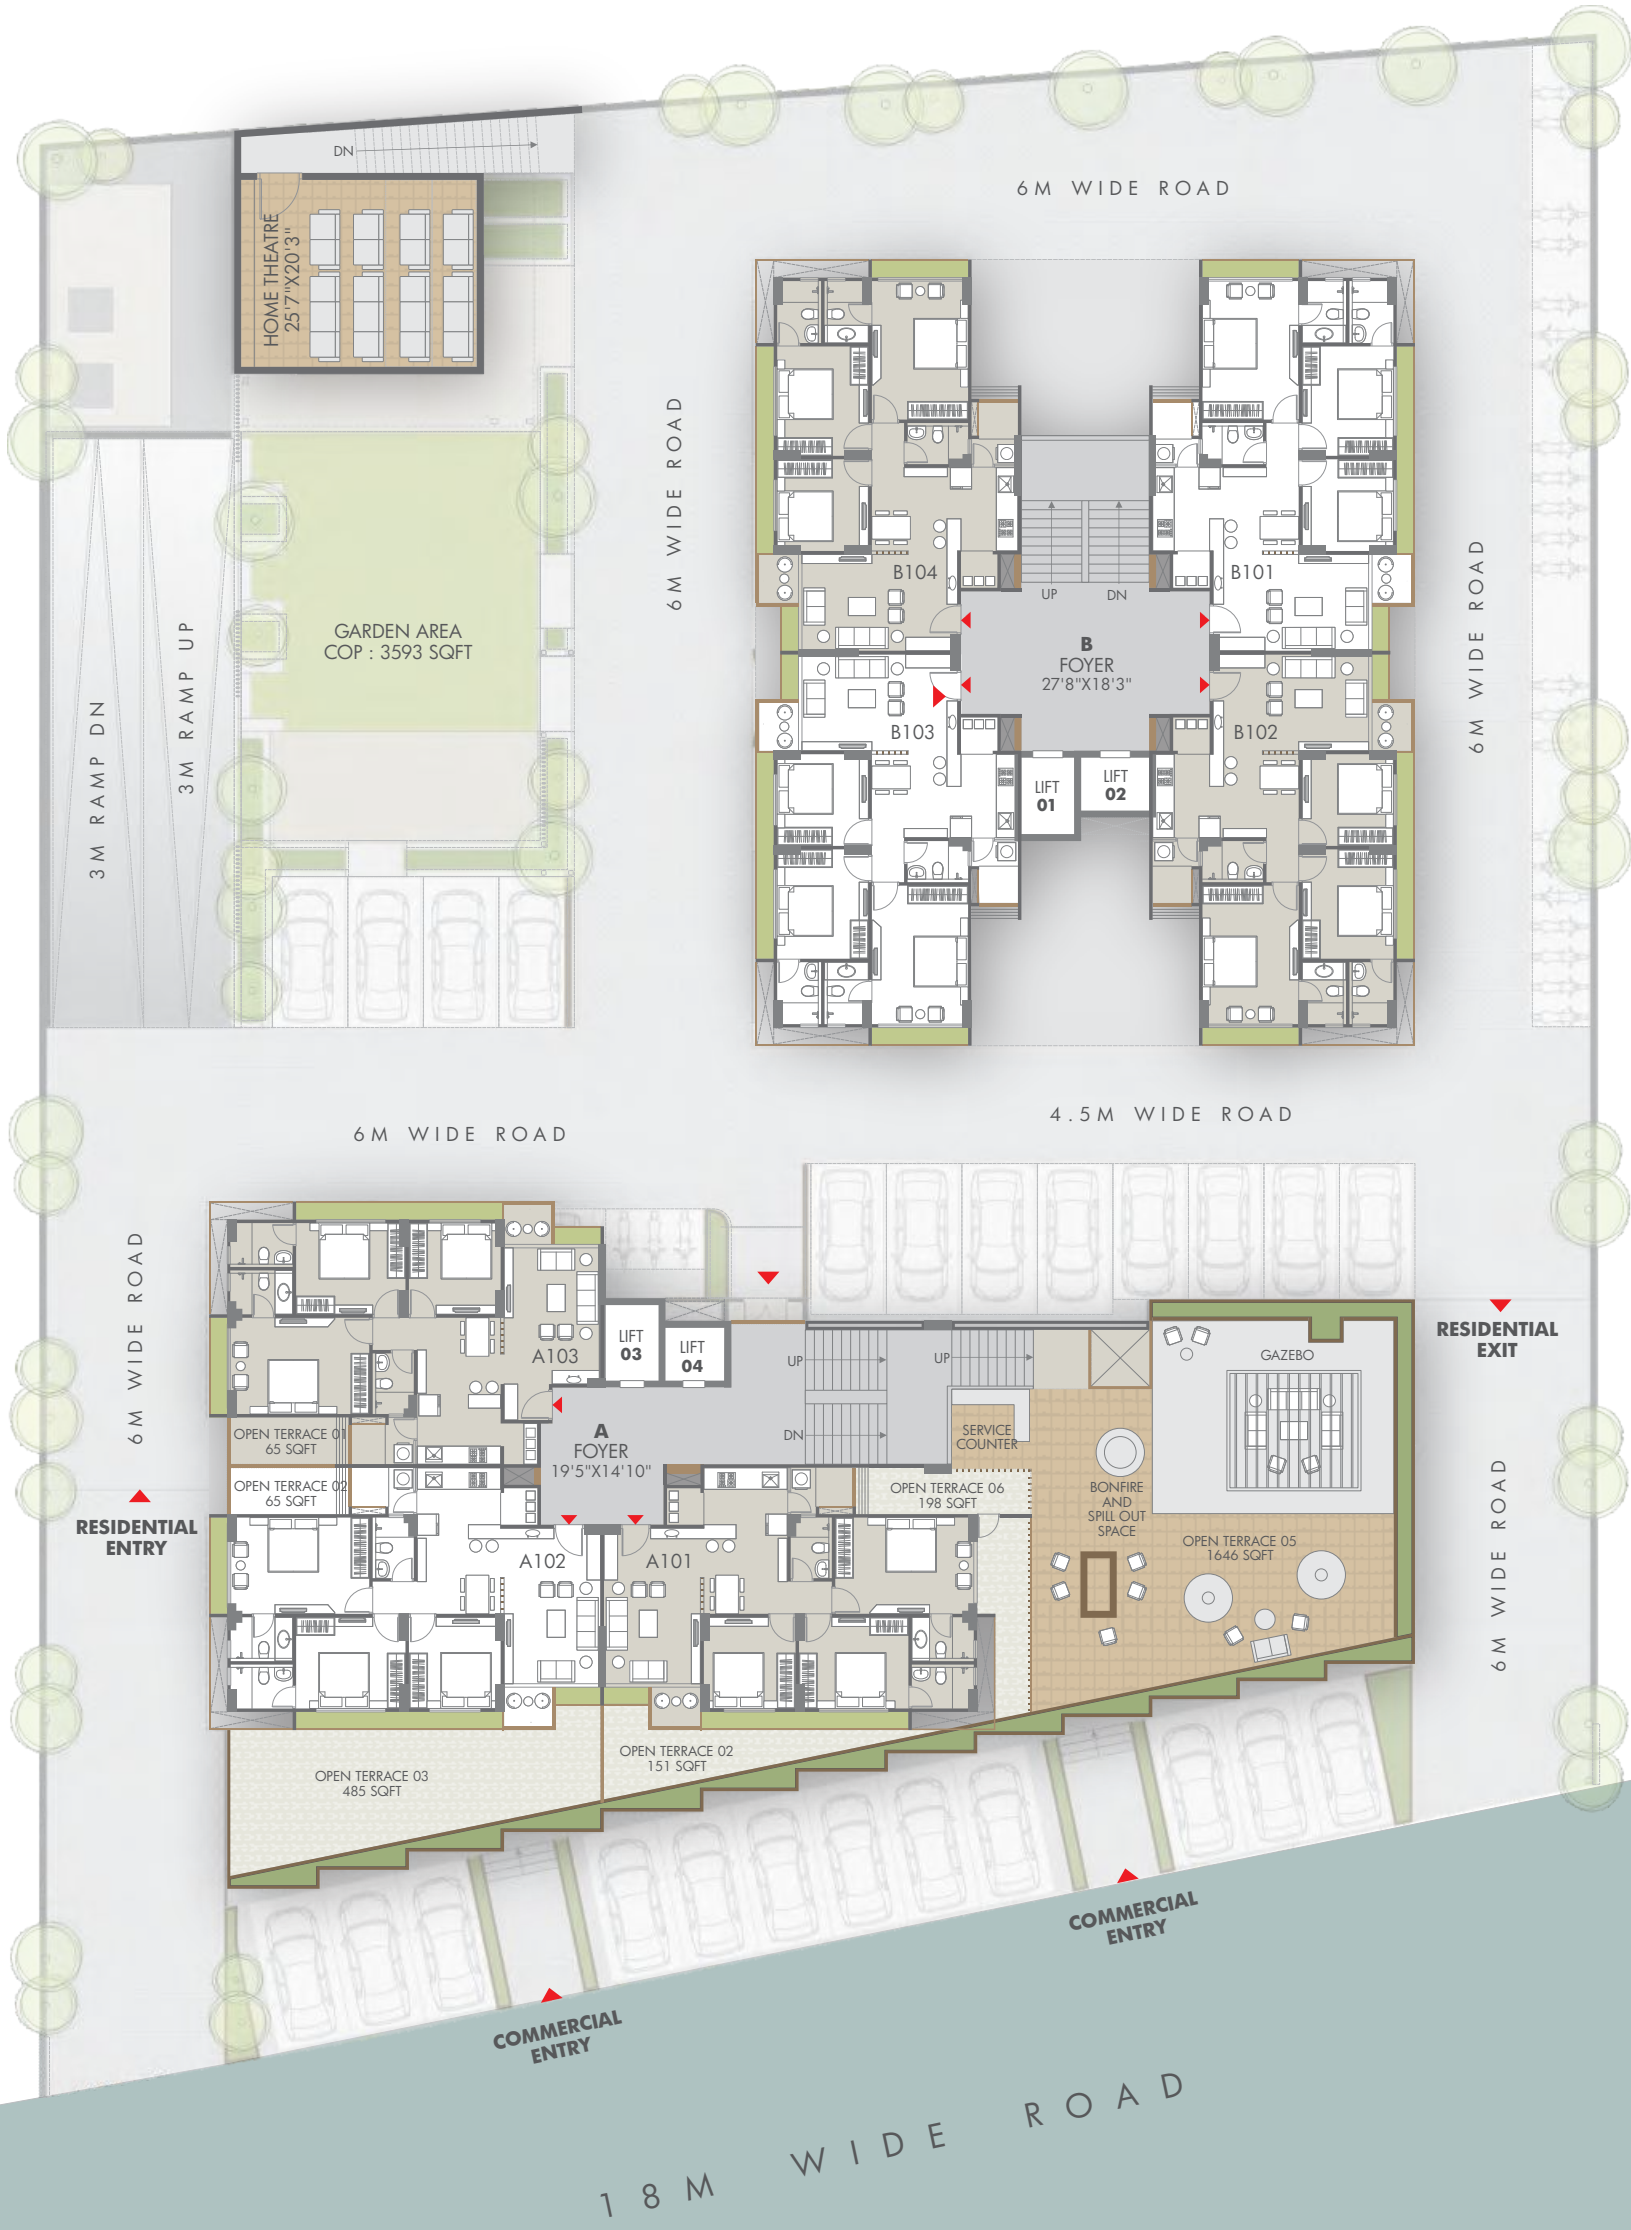 DN
6M WIDE ROAD
HOME THEATRE
25'7"X20'3"
6M WIDE ROAD
B104
B101
UP
DN
B
FOYER
27'8"X18'3"
6M WIDE ROAD
GARDEN AREA
COP : 3593 SQFT
3M RAMP UP
3M RAMP DN
B103
B102
LIFT
01
LIFT
02
4.5M WIDE ROAD
6M WIDE ROAD
6M WIDE ROAD
A103
LIFT
03
LIFT
04
UP
UP
DN
GAZEBO
RESIDENTIAL
EXIT
OPEN TERRACE 01
65 SQFT
A
FOYER
19'5"X14'10"
SERVICE
COUNTER
OPEN TERRACE 02
65 SQFT
OPEN TERRACE 06
198 SQFT
BONFIRE
AND
SPILL OUT
SPACE
RESIDENTIAL
ENTRY
A102
A101
OPEN TERRACE 05
1646 SQFT
6M WIDE ROAD
OPEN TERRACE 02
151 SQFT
OPEN TERRACE 03
485 SQFT
COMMERCIAL
ENTRY
COMMERCIAL
ENTRY
18M WIDE ROAD